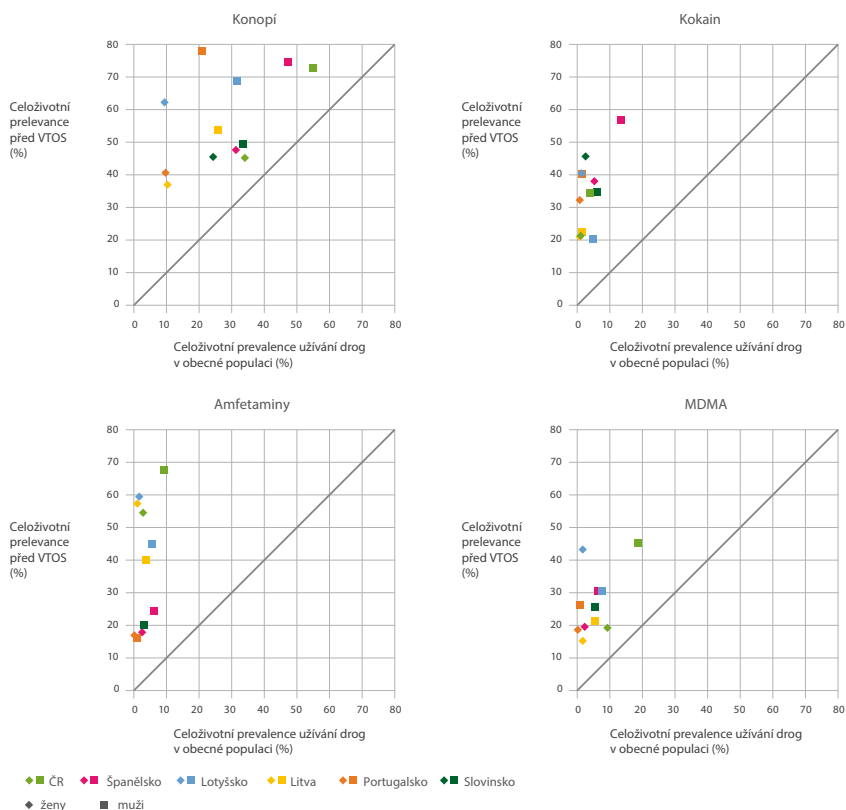 Konopí
Celoživotní
prelevance
před VTOS
(%)
80
70
60
50
40
30
20
10
0
0 10 20 30 40 50 60 70 80
Celoživotní prevalence užívání drog
v obecné populaci (%)
Kokain
Celoživotní
prelevance
před VTOS
(%)
80
70
60
50
40
30
20
10
0
0 10 20 30 40 50 60 70 80
Celoživotní prevalence užívání drog
v obecné populaci (%)
Amfetaminy
Celoživotní
prelevance
před VTOS
(%)
80
70
60
50
40
30
20
10
0
0 10 20 30 40 50 60 70 80
Celoživotní prevalence užívání drog
v obecné populaci (%)
MDMA
Celoživotní
prelevance
před VTOS
(%)
80
70
60
50
40
30
20
10
0
0 10 20 30 40 50 60 70 80
Celoživotní prevalence užívání drog
v obecné populaci (%)
ČR Španělsko Lotyšsko Litva Portugalsko Slovinsko
ženy muži